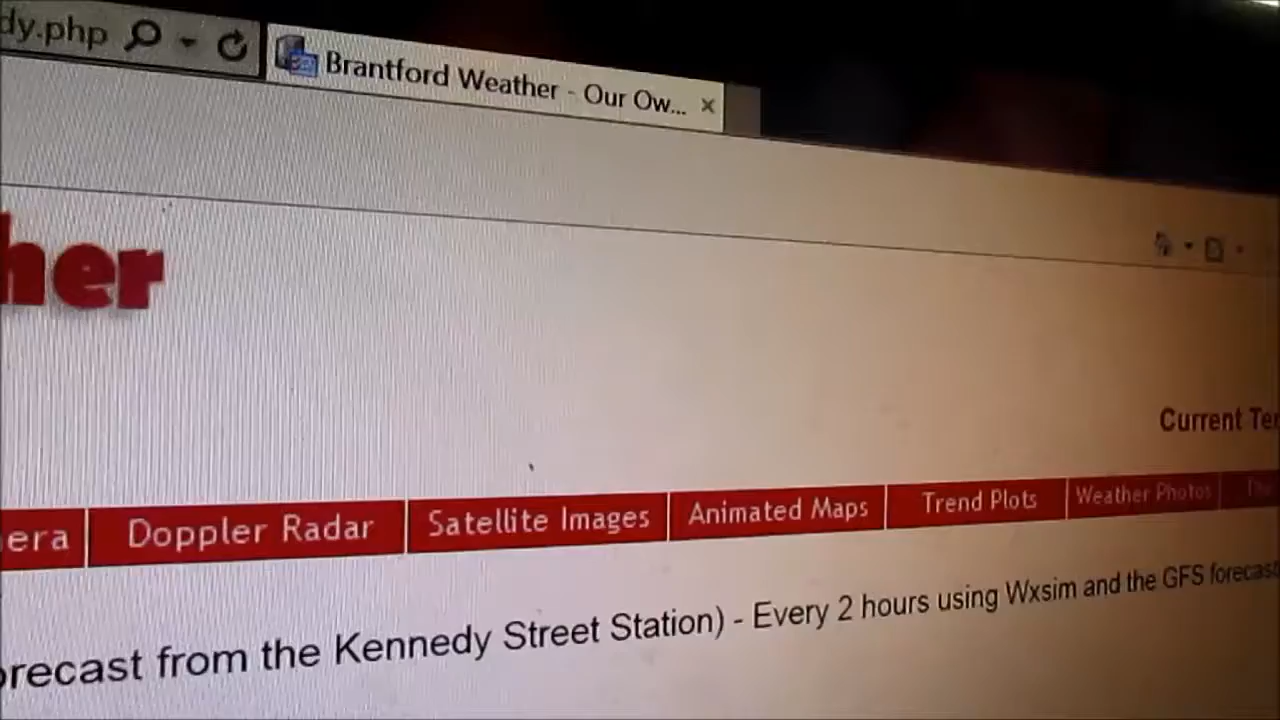 dy.php
Brantford Weather - Our Ow...
her
Current Te
era Doppler Radar Satellite Images Animated Maps Trend Plots Weather Photos
orecast from the Kennedy Street Station) - Every 2 hours using Wxsim and the GFS forecast